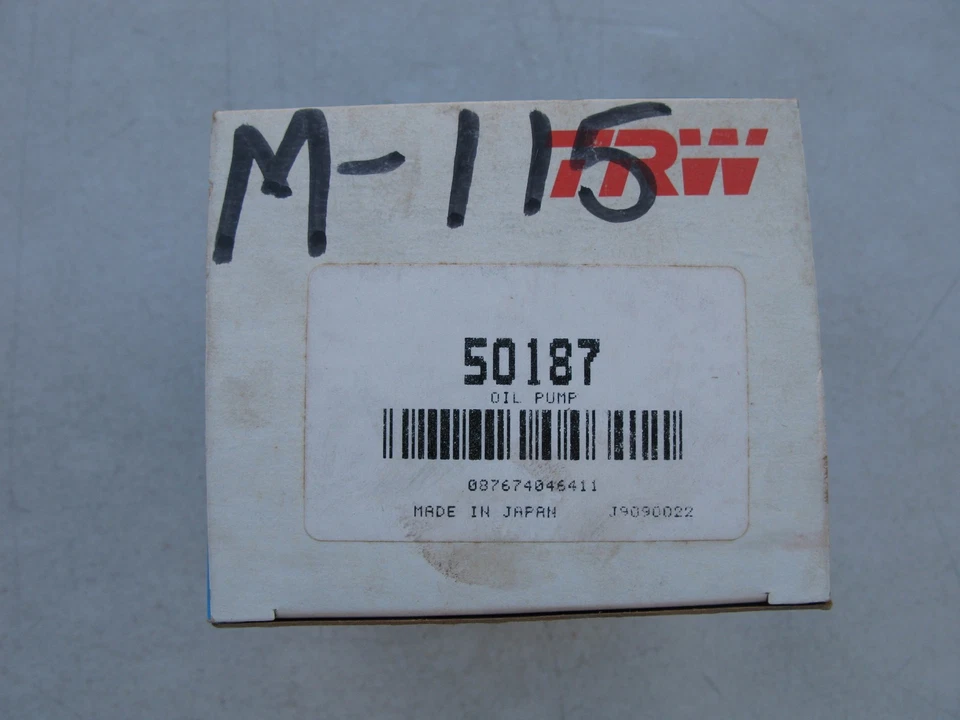 M-115
TRW
50187
OIL PUMP
087674046411
MADE IN JAPAN J9090022